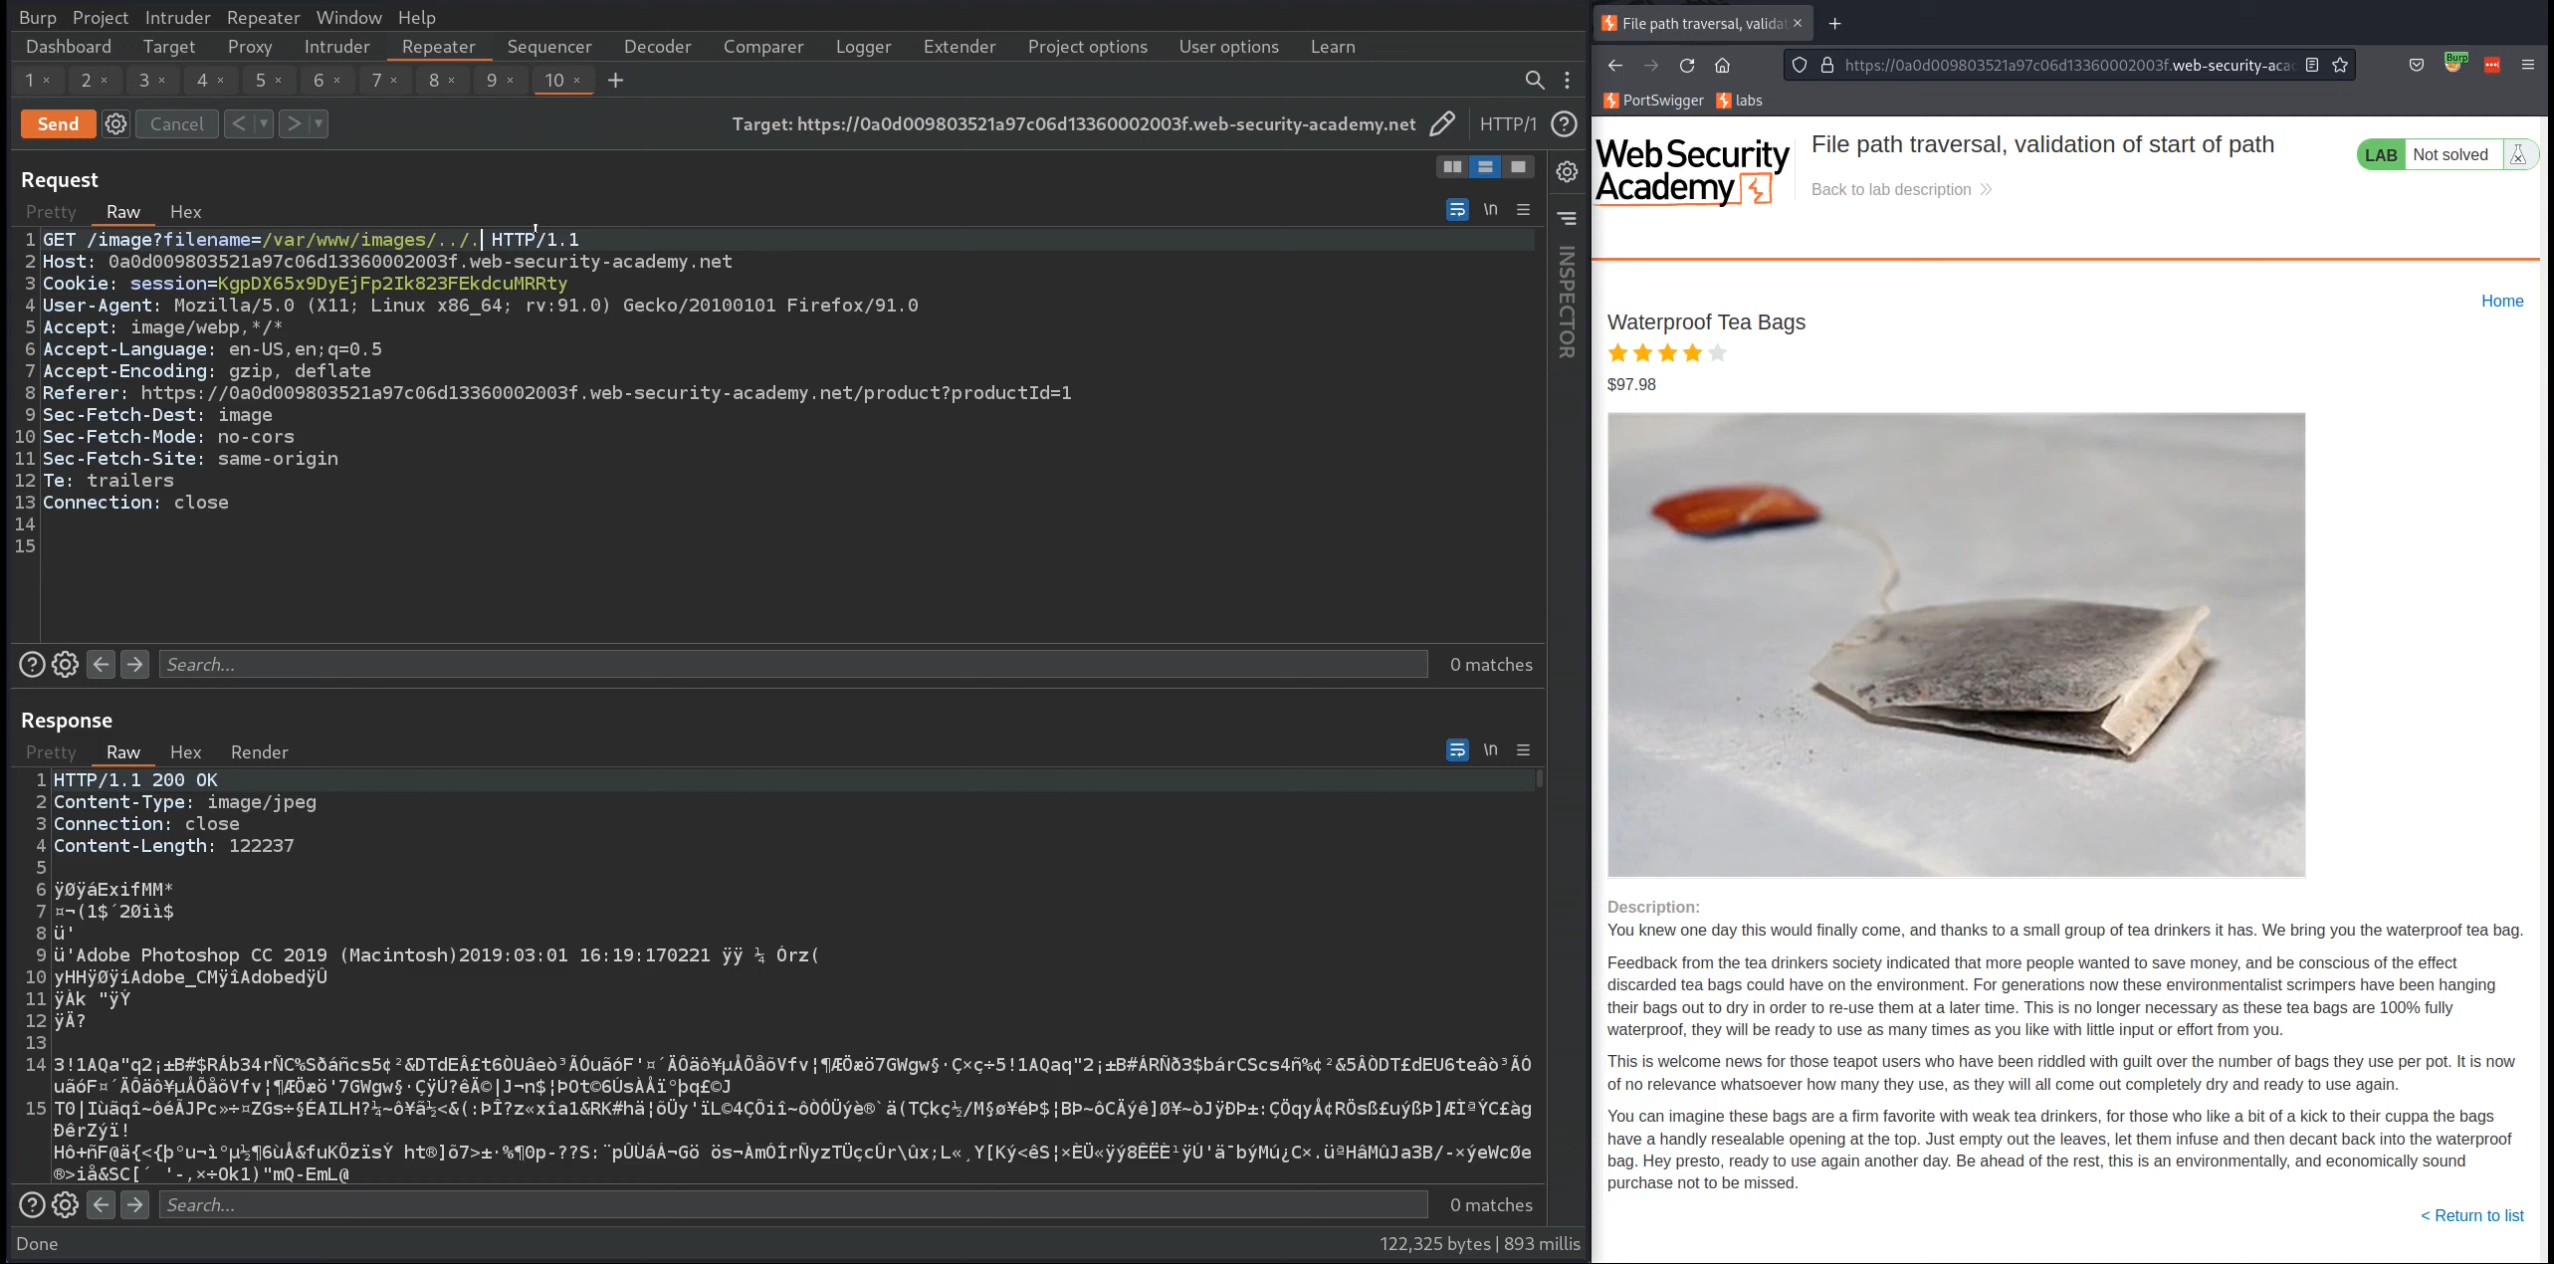 Burp Project Intruder Repeater Window Help
Dashboard Target Proxy Intruder Repeater Sequencer Decoder Comparer Logger Extender Project options User options Learn
1 × 2 × 3 × 4 × 5 × 6 × 7 × 8 × 9 × 10 × +
Send Cancel < >
Target: https://0a0d009803521a97c06d13360002003f.web-security-academy.net HTTP/1
Request
Pretty Raw Hex \n
1 GET /image?filename=/var/www/images/../. HTTP/1.1
2 Host: 0a0d009803521a97c06d13360002003f.web-security-academy.net
3 Cookie: session=KgpDX65x9DyEjFp2Ik823FEkdcuMRRty
4 User-Agent: Mozilla/5.0 (X11; Linux x86_64; rv:91.0) Gecko/20100101 Firefox/91.0
5 Accept: image/webp,*/*
6 Accept-Language: en-US,en;q=0.5
7 Accept-Encoding: gzip, deflate
8 Referer: https://0a0d009803521a97c06d13360002003f.web-security-academy.net/product?productId=1
9 Sec-Fetch-Dest: image
10 Sec-Fetch-Mode: no-cors
11 Sec-Fetch-Site: same-origin
12 Te: trailers
13 Connection: close
14
15
INSPECTOR
Search... 0 matches
Response
Pretty Raw Hex Render \n
1 HTTP/1.1 200 OK
2 Content-Type: image/jpeg
3 Connection: close
4 Content-Length: 122237
5
6 ÿØÿáExifMM*
7 ¤¬(1$´20iì$
8 ü'
9 ü'Adobe Photoshop CC 2019 (Macintosh)2019:03:01 16:19:170221 ÿÿ ¼ Órz(
10 yHHÿØÿíAdobe_CMÿîAdobedÿÛ
11 ÿÀk "ÿÝ
12 ÿÄ?
13
14
15
Search... 0 matches
Done 122,325 bytes | 893 millis
File path traversal, valida × +
https://0a0d009803521a97c06d13360002003f.web-security-aca
Burp
PortSwigger labs
WebSecurity
Academy
File path traversal, validation of start of path
Back to lab description
LAB Not solved
Home
Waterproof Tea Bags
$97.98
Description:
You knew one day this would finally come, and thanks to a small group of tea drinkers it has. We bring you the waterproof tea bag.
Feedback from the tea drinkers society indicated that more people wanted to save money, and be conscious of the effect
discarded tea bags could have on the environment. For generations now these environmentalist scrimpers have been hanging
their bags out to dry in order to re-use them at a later time. This is no longer necessary as these tea bags are 100% fully
waterproof, they will be ready to use as many times as you like with little input or effort from you.
This is welcome news for those teapot users who have been riddled with guilt over the number of bags they use per pot. It is now
of no relevance whatsoever how many they use, as they will all come out completely dry and ready to use again.
You can imagine these bags are a firm favorite with weak tea drinkers, for those who like a bit of a kick to their cuppa the bags
have a handly resealable opening at the top. Just empty out the leaves, let them infuse and then decant back into the waterproof
bag. Hey presto, ready to use again another day. Be ahead of the rest, this is an environmentally, and economically sound
purchase not to be missed.
< Return to list